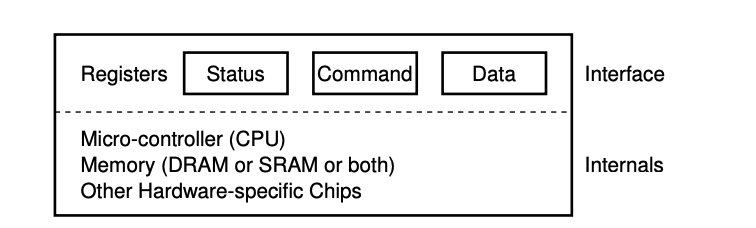 Registers Status Command Data Interface
Micro-controller (CPU)
Memory (DRAM or SRAM or both) Internals
Other Hardware-specific Chips